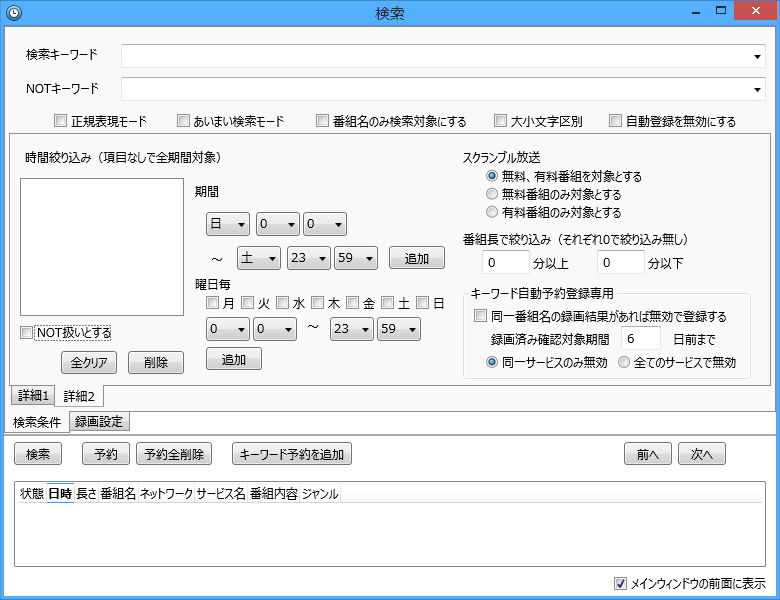 検索
検索キーワード
NOTキーワード
正規表現モード あいまい検索モード 番組名のみ検索対象にする 大小文字区別 自動登録を無効にする
時間絞り込み（項目なしで全期間対象）
NOT扱いとする
全クリア 削除
期間
日 0 0
～ 土 23 59 追加
曜日毎
月 火 水 木 金 土 日
0 0 ～ 23 59
追加
スクランブル放送
無料、有料番組を対象とする
無料番組のみ対象とする
有料番組のみ対象とする
番組長で絞り込み（それぞれ0で絞り込み無し）
0 分以上 0 分以下
キーワード自動予約登録専用
同一番組名の録画結果があれば無効で登録する
録画済み確認対象期間 6 日前まで
同一サービスのみ無効 全てのサービスで無効
詳細1 詳細2
検索条件 録画設定
検索 予約 予約全削除 キーワード予約を追加 前へ 次へ
状態 日時 長さ 番組名 ネットワーク サービス名 番組内容 ジャンル
メインウィンドウの前面に表示